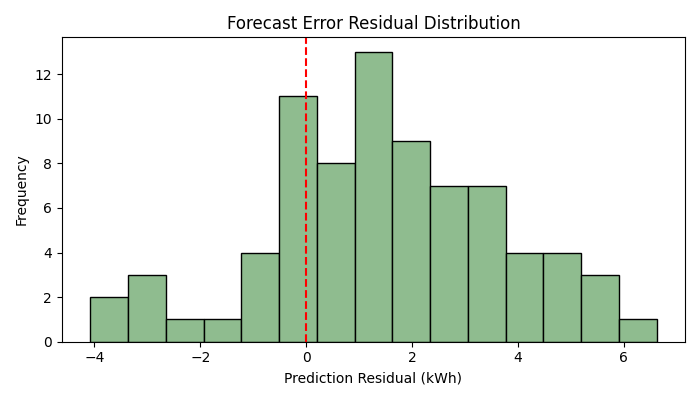 Forecast Error Residual Distribution
Frequency
12
10
8
6
4
2
0
−4 −2 0 2 4 6
Prediction Residual (kWh)